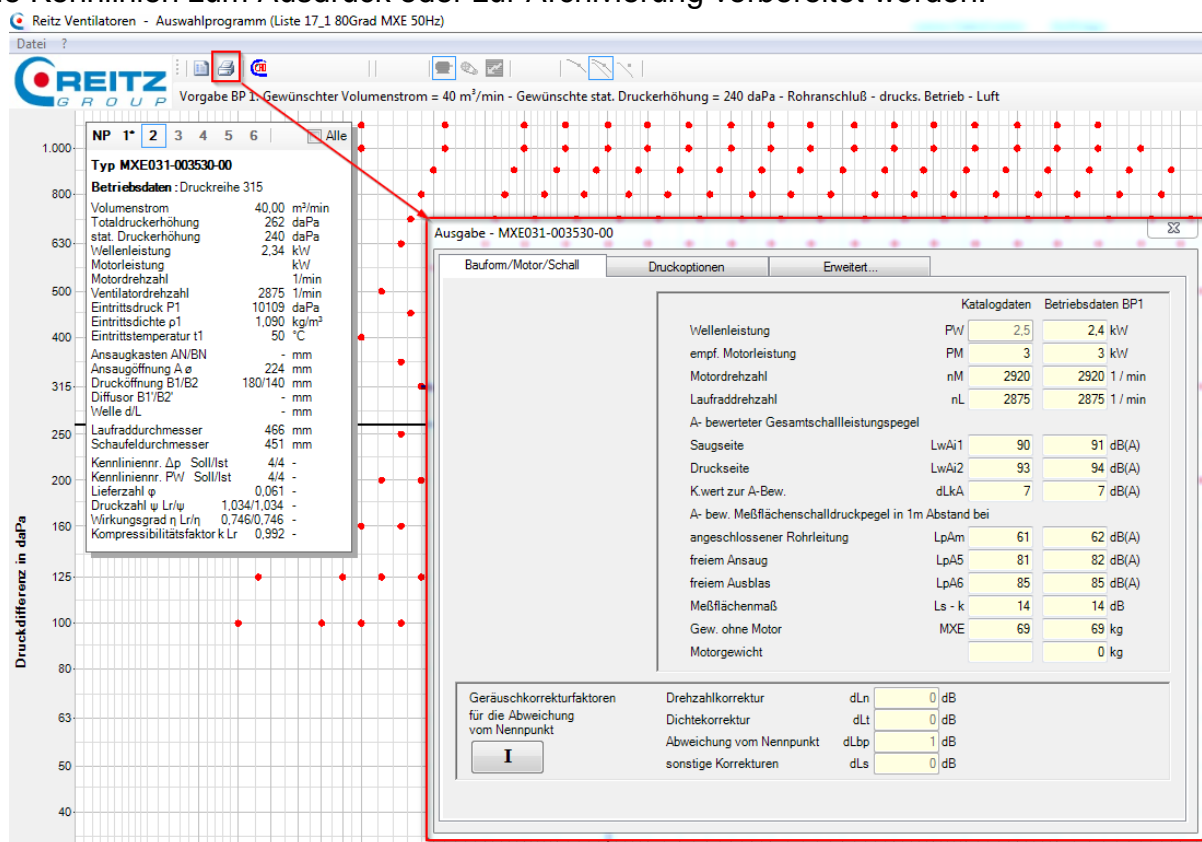 ie Kennlinien zum Ausdruck oder zur Archivierung vorbereitet werden.
Reitz Ventilatoren - Auswahlprogramm (Liste 17_1 80Grad MXE 50Hz)
Datei ?
REITZ
GROUP
Vorgabe BP 1: Gewünschter Volumenstrom = 40 m³/min - Gewünschte stat. Druckerhöhung = 240 daPa - Rohranschluß - drucks. Betrieb - Luft
NP 1* 2 3 4 5 6 Alle
Typ MXE031-003530-00
Betriebsdaten : Druckreihe 315
Volumenstrom 40,00 m³/min
Totaldruckerhöhung 262 daPa
stat. Druckerhöhung 240 daPa
Wellenleistung 2,34 kW
Motorleistung kW
Motordrehzahl 1/min
Ventilatordrehzahl 2875 1/min
Eintrittsdruck P1 10109 daPa
Eintrittsdichte ρ1 1,090 kg/m³
Eintrittstemperatur t1 50 °C
Ansaugkasten AN/BN - mm
Ansaugöffnung A ø 224 mm
Drucköffnung B1/B2 180/140 mm
Diffusor B1'/B2' - mm
Welle d/L - mm
Laufraddurchmesser 466 mm
Schaufeldurchmesser 451 mm
Kennliniennr. Δp Soll/Ist 4/4 -
Kennliniennr. PW Soll/Ist 4/4 -
Lieferzahl φ 0,061 -
Druckzahl ψ Lr/ψ 1,034/1,034 -
Wirkungsgrad η Lr/η 0,746/0,746 -
Kompressibilitätsfaktor k Lr 0,992 -
Druckdifferenz in daPa
1.000
800
630
500
400
315
250
200
160
125
100
80
63
50
40
Ausgabe - MXE031-003530-00
Bauform/Motor/Schall Druckoptionen Erweitert...
Katalogdaten Betriebsdaten BP1
Wellenleistung PW 2,5 2,4 kW
empf. Motorleistung PM 3 3 kW
Motordrehzahl nM 2920 2920 1 / min
Laufraddrehzahl nL 2875 2875 1 / min
A- bewerteter Gesamtschallleistungspegel
Saugseite LwAi1 90 91 dB(A)
Druckseite LwAi2 93 94 dB(A)
K.wert zur A-Bew. dLkA 7 7 dB(A)
A- bew. Meßflächenschalldruckpegel in 1m Abstand bei
angeschlossener Rohrleitung LpAm 61 62 dB(A)
freiem Ansaug LpA5 81 82 dB(A)
freiem Ausblas LpA6 85 85 dB(A)
Meßflächenmaß Ls - k 14 14 dB
Gew. ohne Motor MXE 69 69 kg
Motorgewicht 0 kg
Geräuschkorrekturfaktoren
für die Abweichung
vom Nennpunkt
I
Drehzahlkorrektur dLn 0 dB
Dichtekorrektur dLt 0 dB
Abweichung vom Nennpunkt dLbp 1 dB
sonstige Korrekturen dLs 0 dB